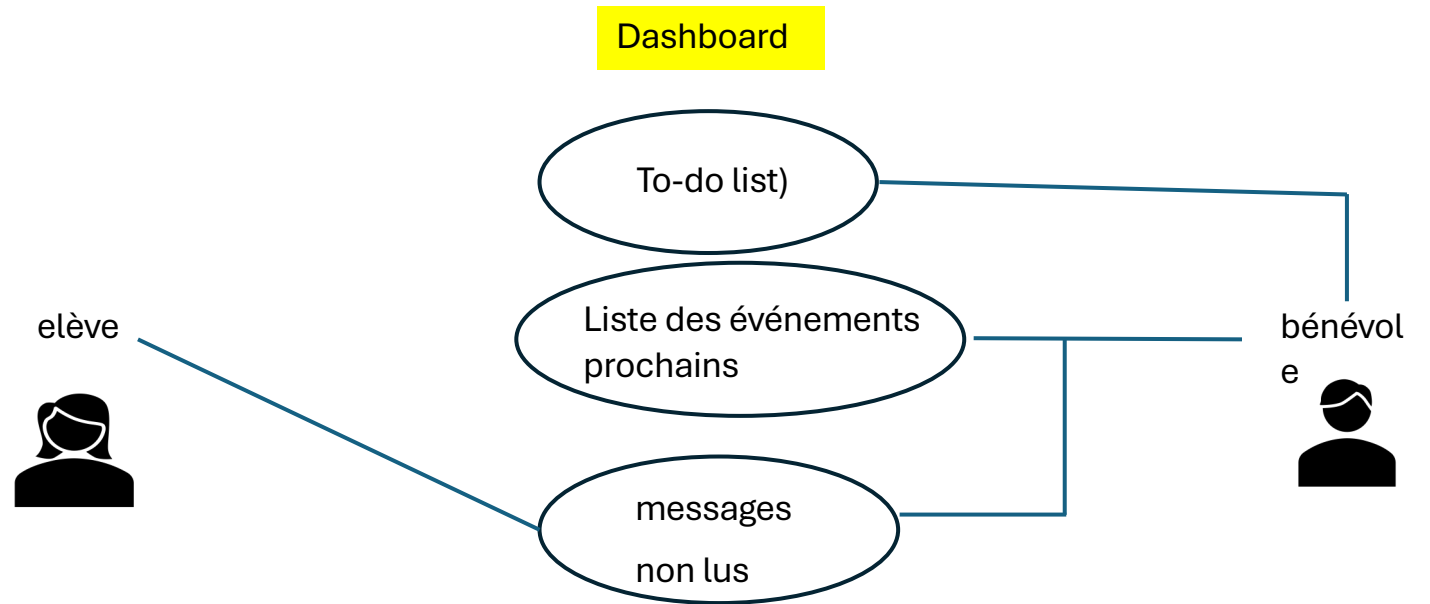 Dashboard
To-do list)
elève
Liste des événements
prochains
bénévol
e
messages
non lus